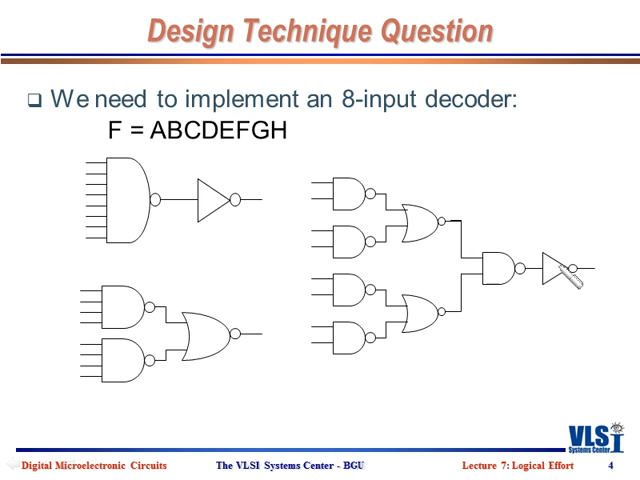 Design Technique Question
We need to implement an 8-input decoder:
F = ABCDEFGH
VLSI
Systems Center
Digital Microelectronic Circuits
The VLSI Systems Center - BGU
Lecture 7: Logical Effort
4